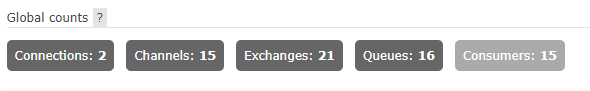 Global counts ?
Connections: 2 Channels: 15 Exchanges: 21 Queues: 16 Consumers: 15